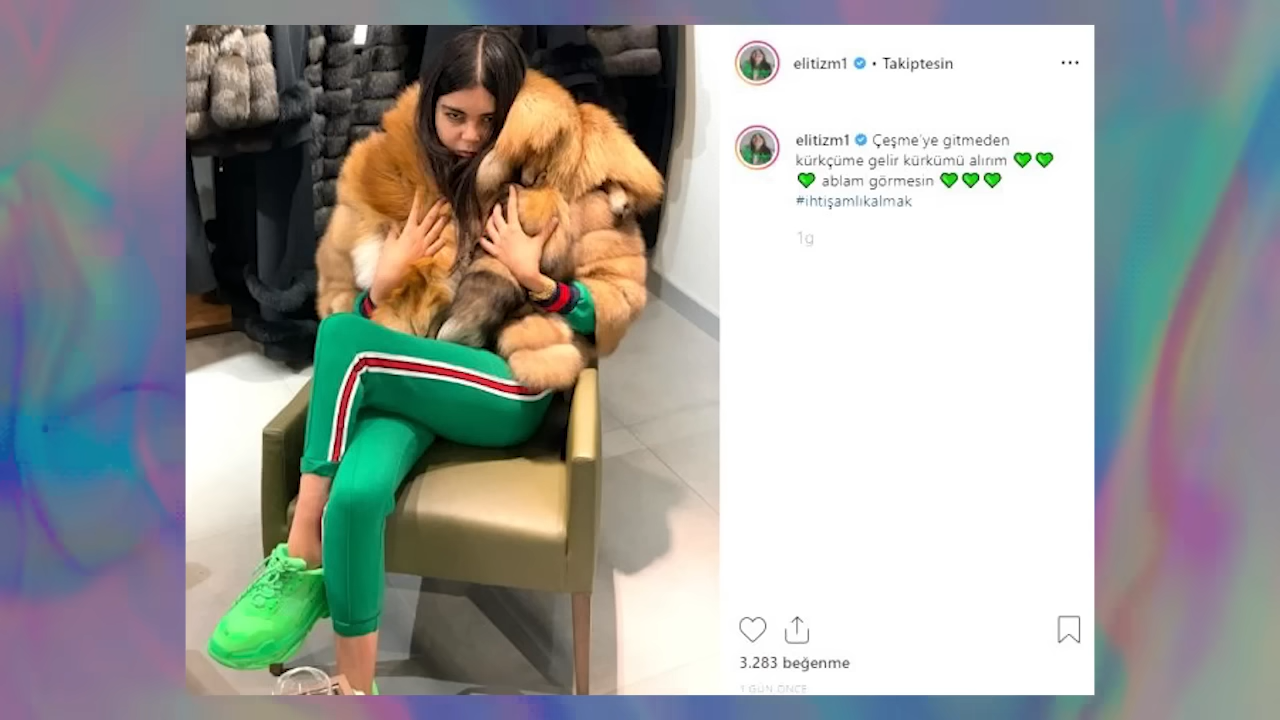 elitizm1 • Takiptesin
elitizm1 Çeşme'ye gitmeden
kürkçüme gelir kürkümü alırım 💚💚
💚 ablam görmesin 💚💚💚
#ihtişamlıkalmak
1g
3.283 beğenme
1 GÜN ÖNCE